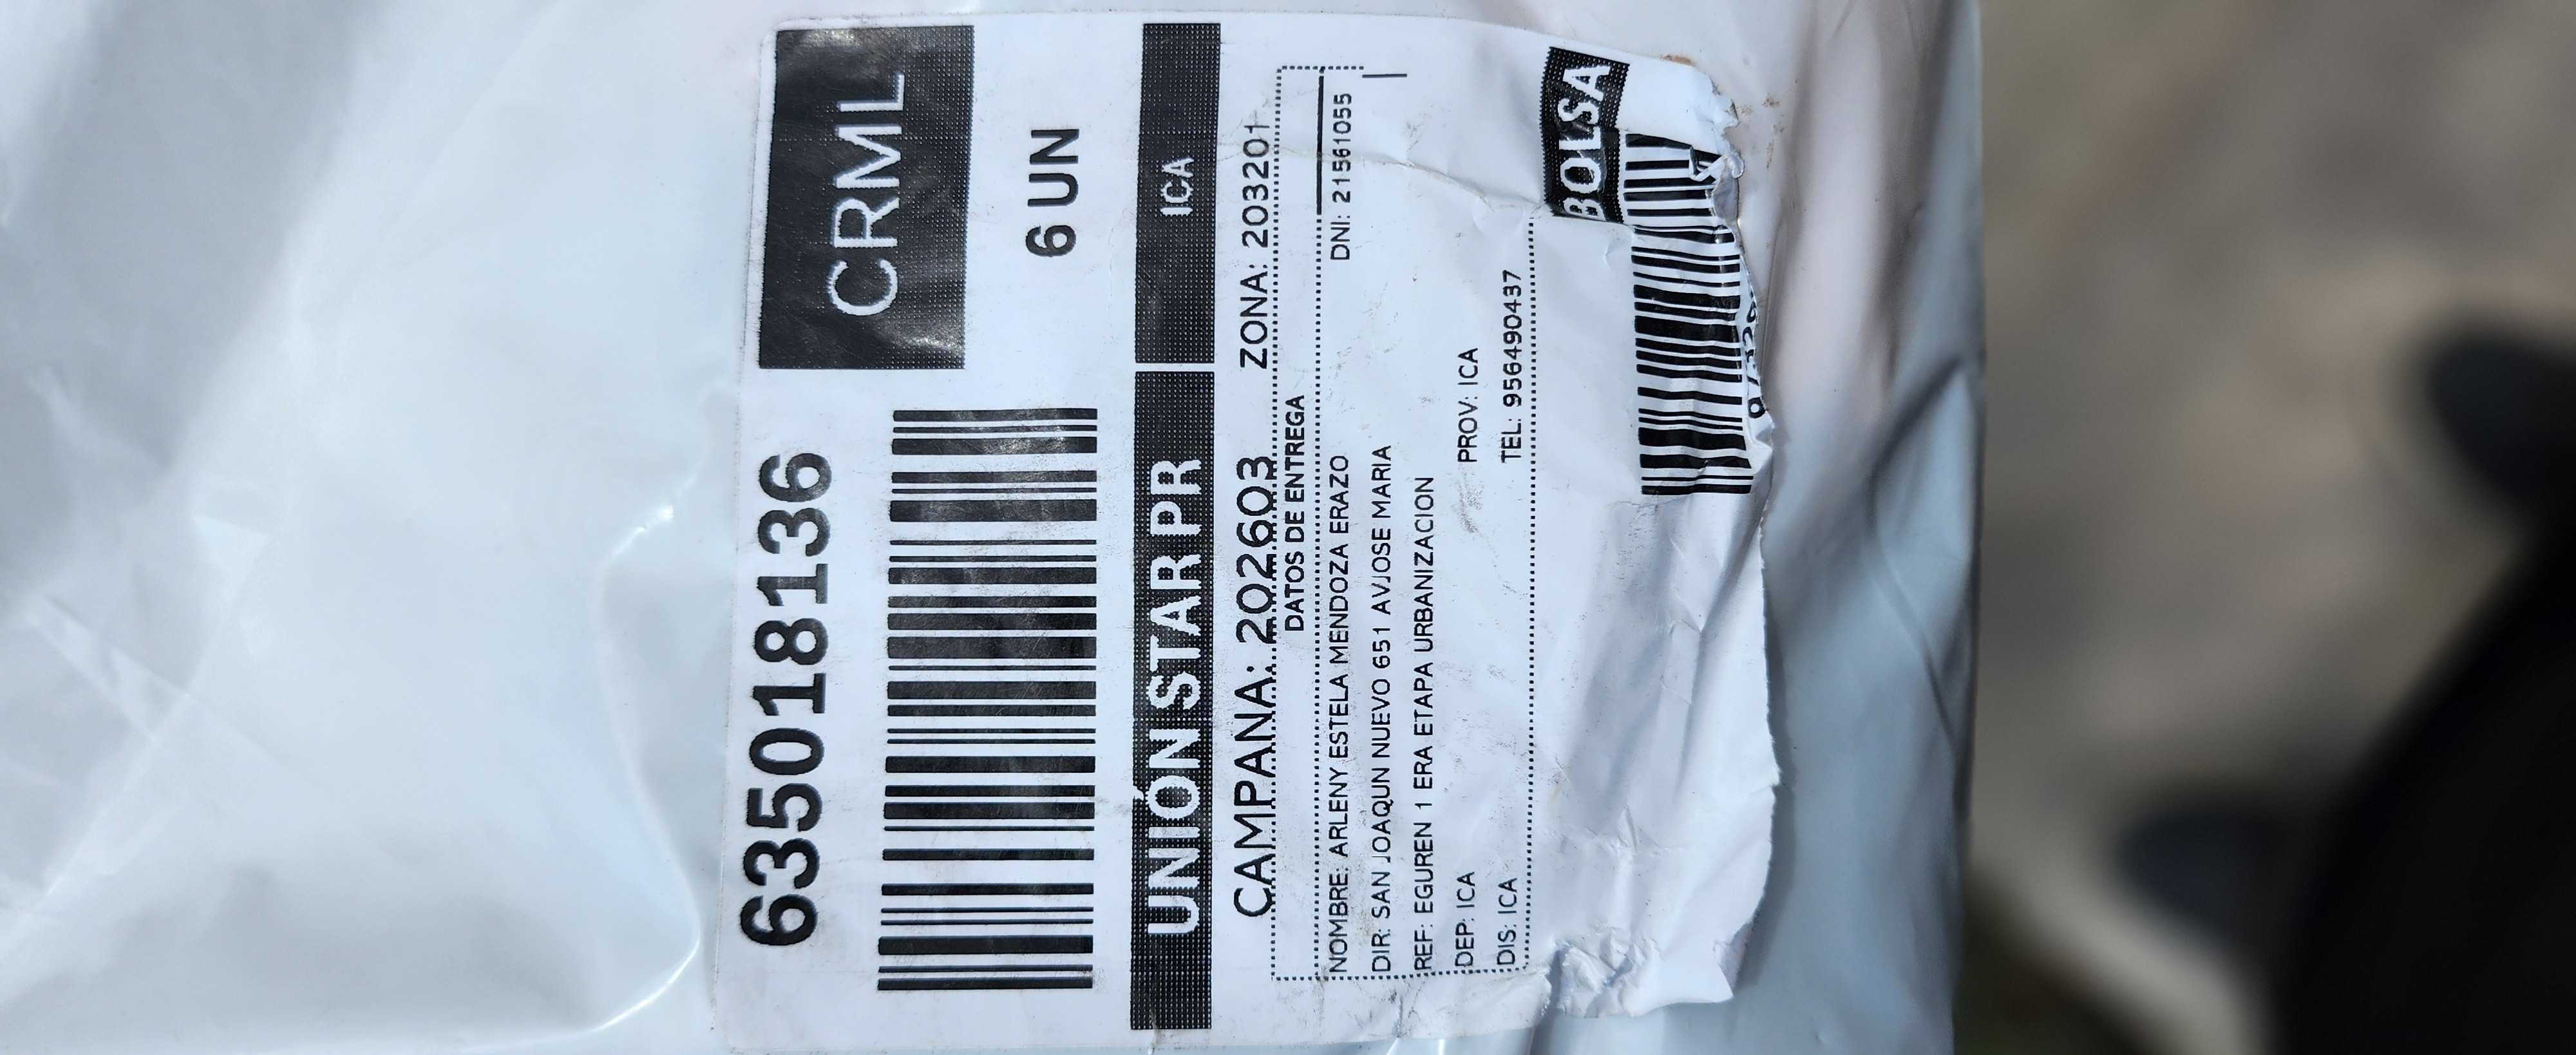 635018136
CRML
6 UN
UNIÓN STAR PR
ICA
CAMPAÑA: 202603 ZONA: 203201
DATOS DE ENTREGA
NOMBRE: ARLENY ESTELA MENDOZA ERAZO DNI: 21561055
DIR: SAN JOAQUN NUEVO 651 AVJOSE MARIA
REF: EGUREN 1 ERA ETAPA URBANIZACION
DEP: ICA PROV: ICA
DIS: ICA TEL: 956490437
BOLSA